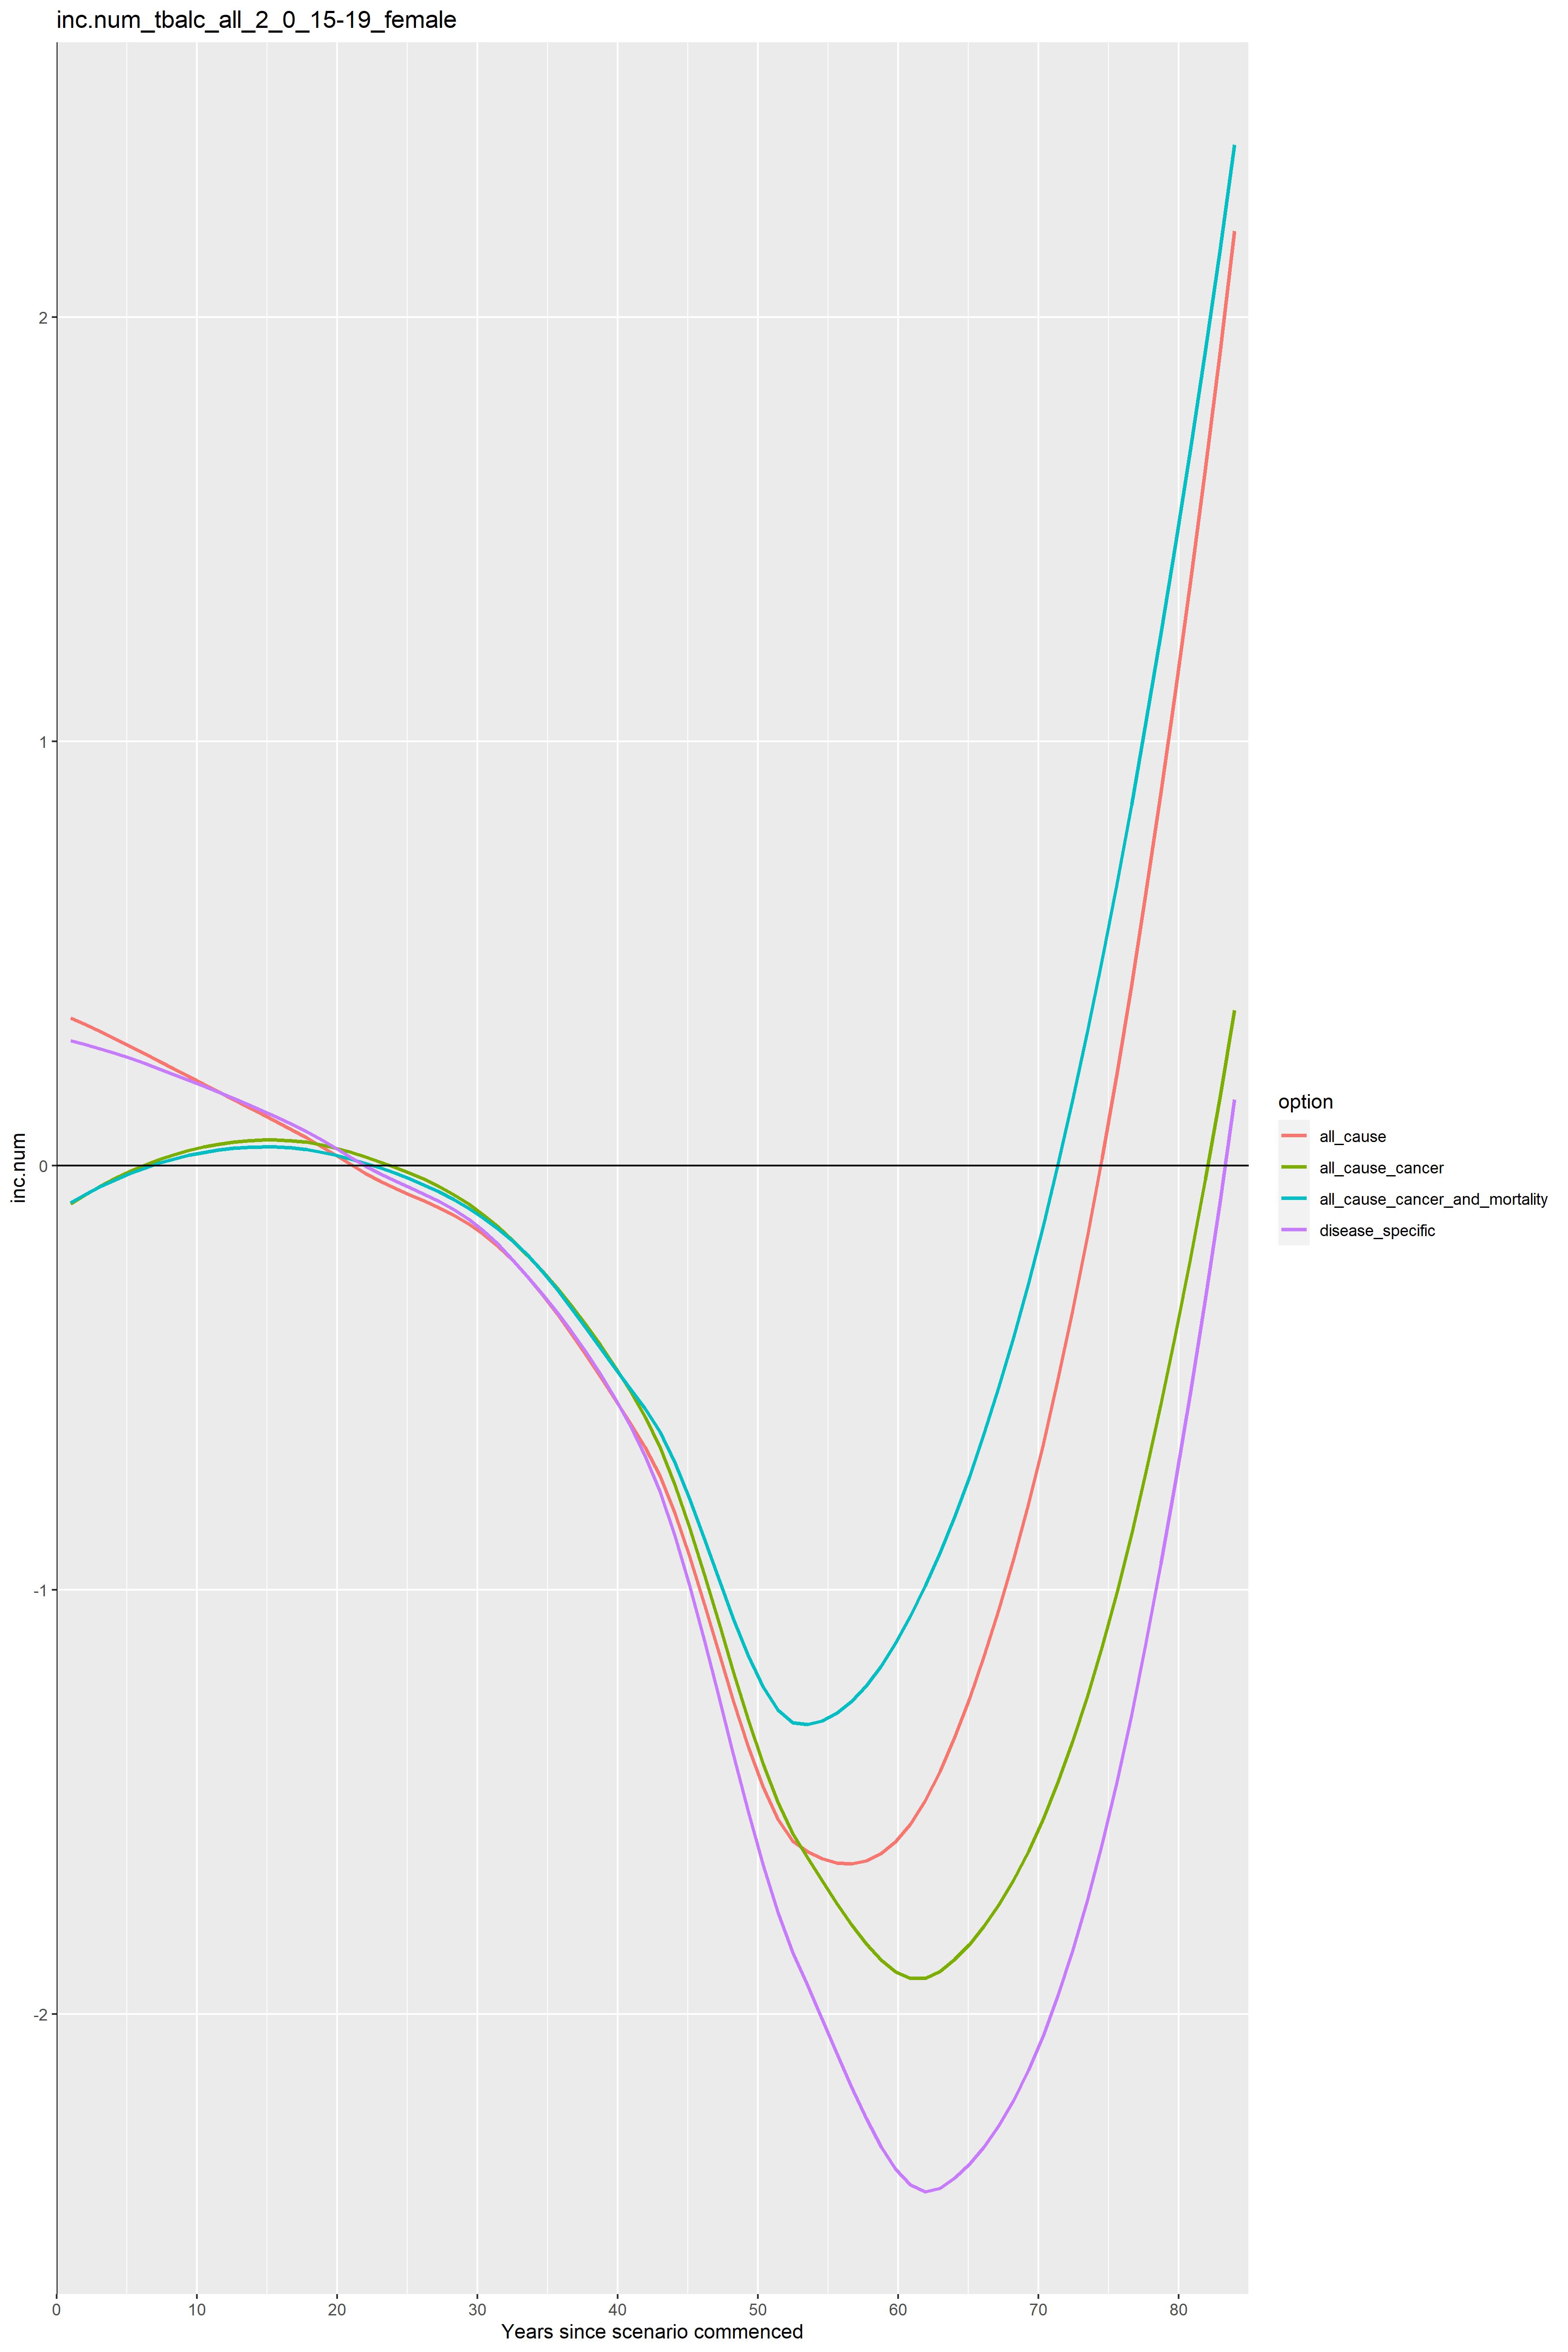 inc.num_tbalc_all_2_0_15-19_female
2
1
0
-1
-2
inc.num
0 10 20 30 40 50 60 70 80
Years since scenario commenced
option
all_cause
all_cause_cancer
all_cause_cancer_and_mortality
disease_specific